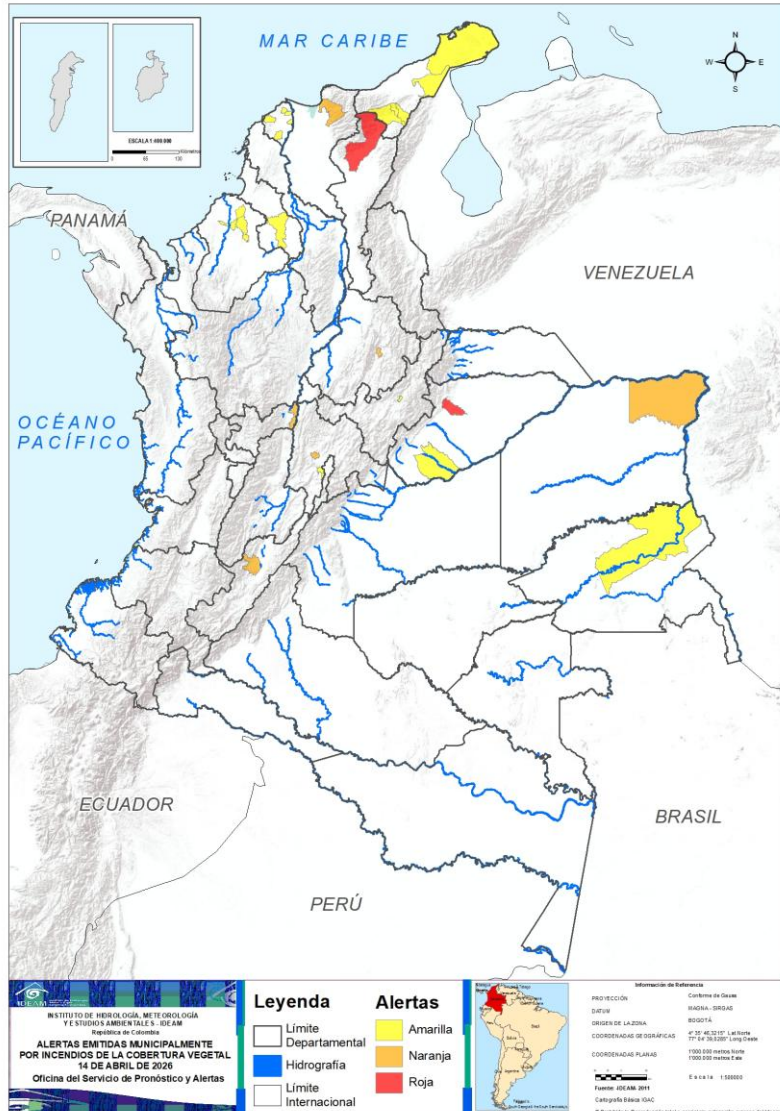 MAR CARIBE
N
W
E
S
ESCALA 1:400.000
PANAMÁ
VENEZUELA
OCÉANO
PACÍFICO
ECUADOR
BRASIL
PERÚ
IDEAM
INSTITUTO DE HIDROLOGÍA, METEOROLOGÍA
Y ESTUDIOS AMBIENTALES - IDEAM
República de Colombia
ALERTAS EMITIDAS MUNICIPALMENTE
POR INCENDIOS DE LA COBERTURA VEGETAL
14 DE ABRIL DE 2026
Oficina del Servicio de Pronóstico y Alertas
Leyenda
Límite
Departamental
Hidrografía
Límite
Internacional
Alertas
Amarilla
Naranja
Roja
Información de Referencia
PROYECCIÓN Conforme de Gauss
DATUM MAGNA - SIRGAS
ORIGEN DE LA ZONA BOGOTÁ
COORDENADAS GEOGRÁFICAS
COORDENADAS PLANAS
Escala
Fuente: IDEAM, 2011
Cartografía Básica IGAC